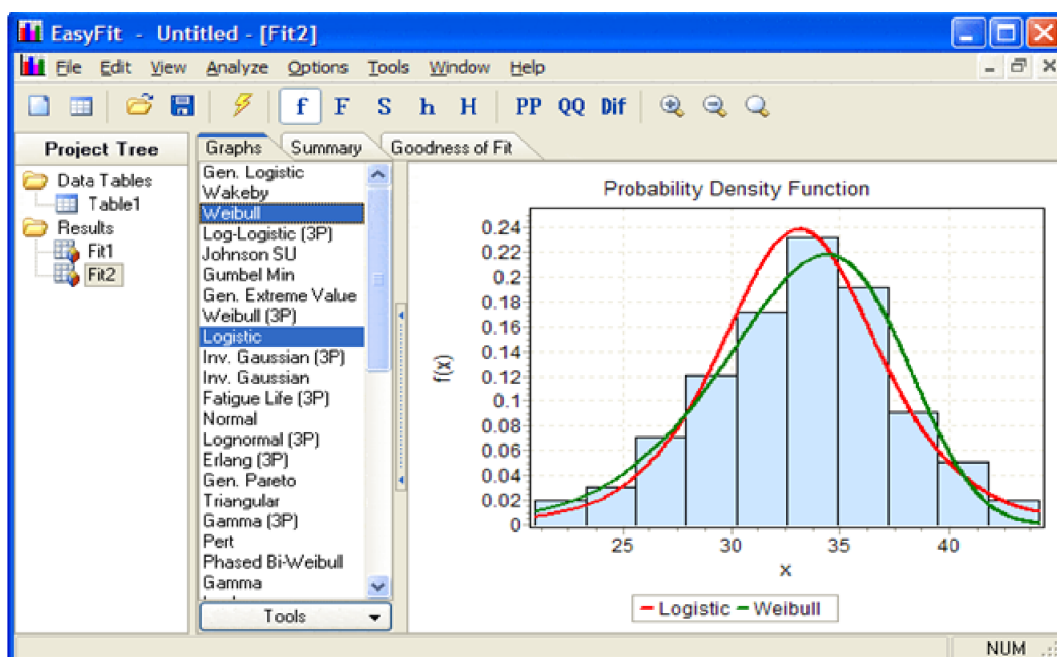 EasyFit - Untitled - [Fit2]
File Edit View Analyze Options Tools Window Help
f F S h H PP QQ Dif
Project Tree
Data Tables
Table1
Results
Fit1
Fit2
Graphs Summary Goodness of Fit
Gen. Logistic
Wakeby
Weibull
Log-Logistic (3P)
Johnson SU
Gumbel Min
Gen. Extreme Value
Weibull (3P)
Logistic
Inv. Gaussian (3P)
Inv. Gaussian
Fatigue Life (3P)
Normal
Lognormal (3P)
Erlang (3P)
Gen. Pareto
Triangular
Gamma (3P)
Pert
Phased Bi-Weibull
Gamma
Tools
Probability Density Function
f(x)
0.24
0.22
0.2
0.18
0.16
0.14
0.12
0.1
0.08
0.06
0.04
0.02
0
25 30 35 40
x
Logistic Weibull
NUM